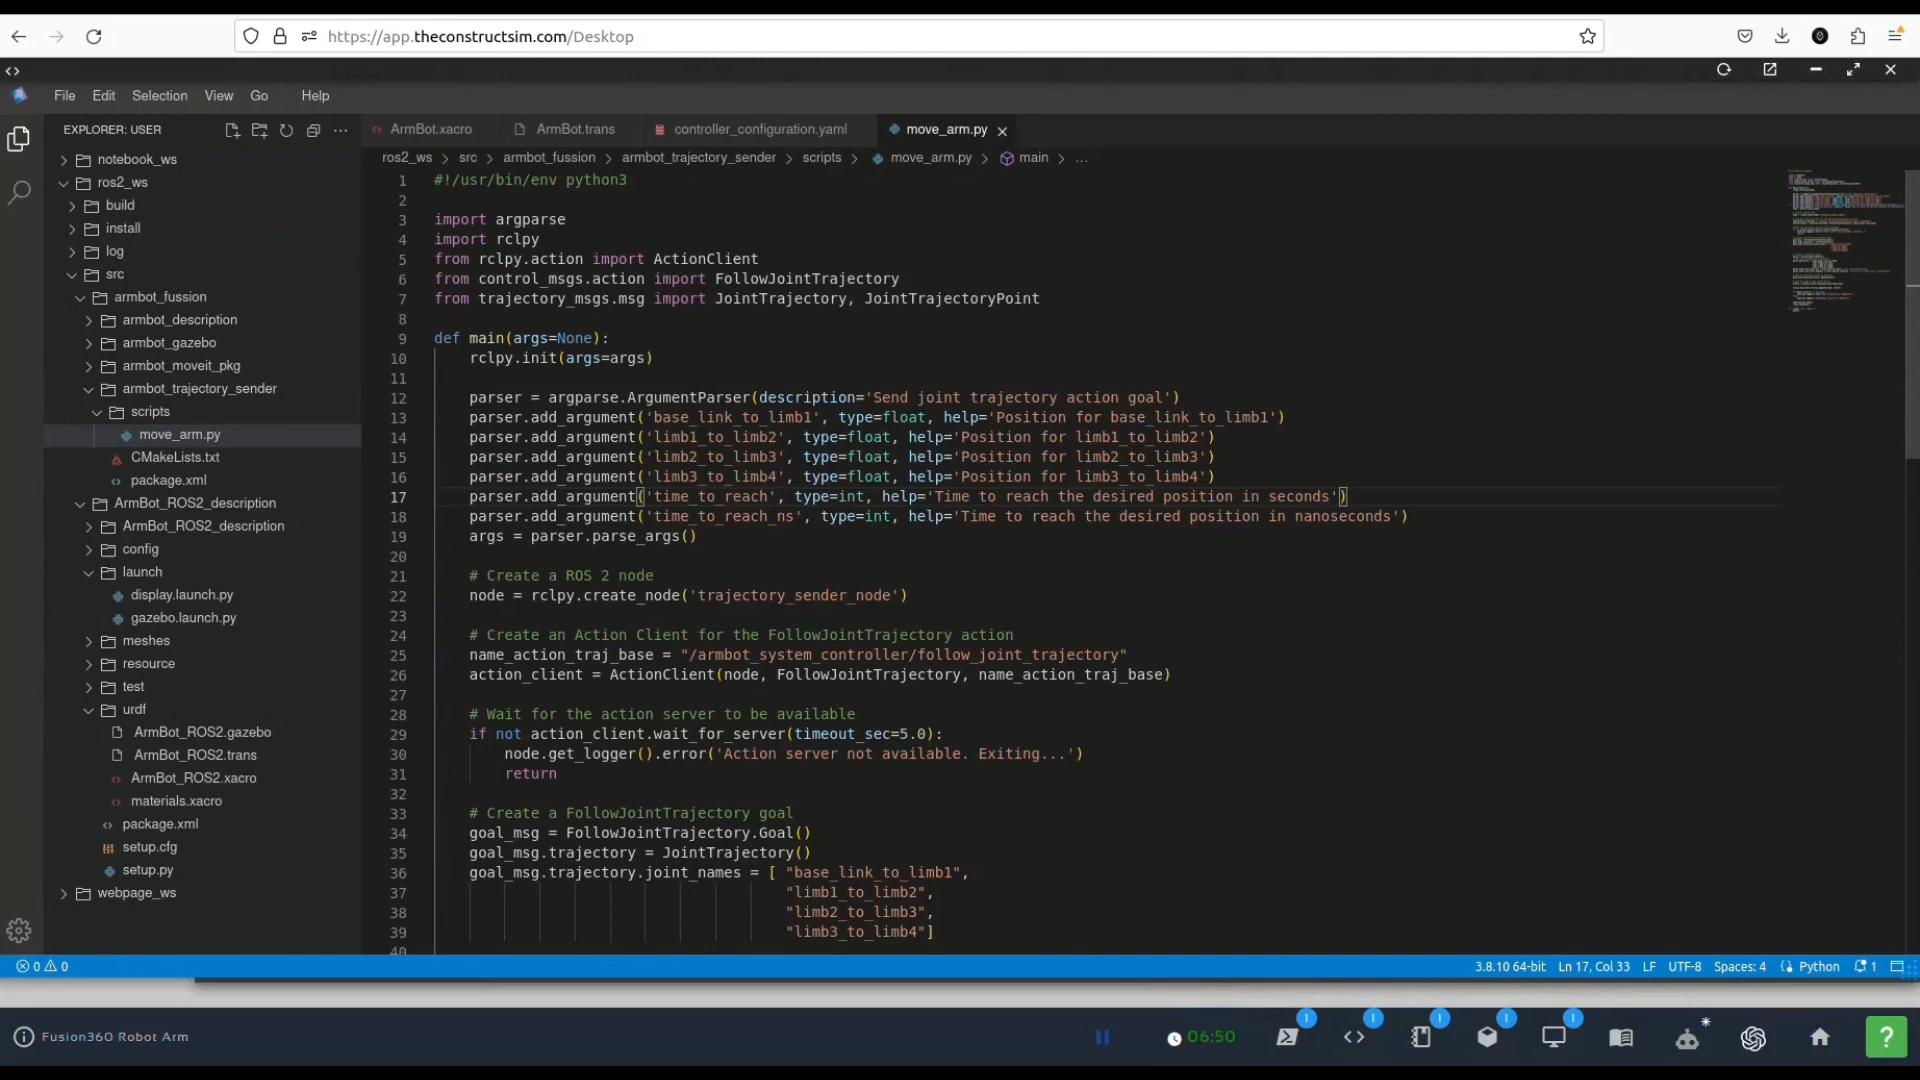 https://app.theconstructsim.com/Desktop
File Edit Selection View Go Help
EXPLORER: USER
notebook_ws
ros2_ws
build
install
log
src
armbot_fussion
armbot_description
armbot_gazebo
armbot_moveit_pkg
armbot_trajectory_sender
scripts
move_arm.py
CMakeLists.txt
package.xml
ArmBot_ROS2_description
ArmBot_ROS2_description
config
launch
display.launch.py
gazebo.launch.py
meshes
resource
test
urdf
ArmBot_ROS2.gazebo
ArmBot_ROS2.trans
ArmBot_ROS2.xacro
materials.xacro
package.xml
setup.cfg
setup.py
webpage_ws
ArmBot.xacro ArmBot.trans controller_configuration.yaml move_arm.py
ros2_ws > src > armbot_fussion > armbot_trajectory_sender > scripts > move_arm.py > main > ...
1 #!/usr/bin/env python3
2
3 import argparse
4 import rclpy
5 from rclpy.action import ActionClient
6 from control_msgs.action import FollowJointTrajectory
7 from trajectory_msgs.msg import JointTrajectory, JointTrajectoryPoint
8
9 def main(args=None):
10 rclpy.init(args=args)
11
12 parser = argparse.ArgumentParser(description='Send joint trajectory action goal')
13 parser.add_argument('base_link_to_limb1', type=float, help='Position for base_link_to_limb1')
14 parser.add_argument('limb1_to_limb2', type=float, help='Position for limb1_to_limb2')
15 parser.add_argument('limb2_to_limb3', type=float, help='Position for limb2_to_limb3')
16 parser.add_argument('limb3_to_limb4', type=float, help='Position for limb3_to_limb4')
17 parser.add_argument('time_to_reach', type=int, help='Time to reach the desired position in seconds')
18 parser.add_argument('time_to_reach_ns', type=int, help='Time to reach the desired position in nanoseconds')
19 args = parser.parse_args()
20
21 # Create a ROS 2 node
22 node = rclpy.create_node('trajectory_sender_node')
23
24 # Create an Action Client for the FollowJointTrajectory action
25 name_action_traj_base = "/armbot_system_controller/follow_joint_trajectory"
26 action_client = ActionClient(node, FollowJointTrajectory, name_action_traj_base)
27
28 # Wait for the action server to be available
29 if not action_client.wait_for_server(timeout_sec=5.0):
30 node.get_logger().error('Action server not available. Exiting...')
31 return
32
33 # Create a FollowJointTrajectory goal
34 goal_msg = FollowJointTrajectory.Goal()
35 goal_msg.trajectory = JointTrajectory()
36 goal_msg.trajectory.joint_names = [ "base_link_to_limb1",
37 "limb1_to_limb2",
38 "limb2_to_limb3",
39 "limb3_to_limb4"]
40
0 0 3.8.10 64-bit Ln 17, Col 33 LF UTF-8 Spaces: 4 Python 1
Fusion360 Robot Arm 06:50 1 1 1 1 1 ?